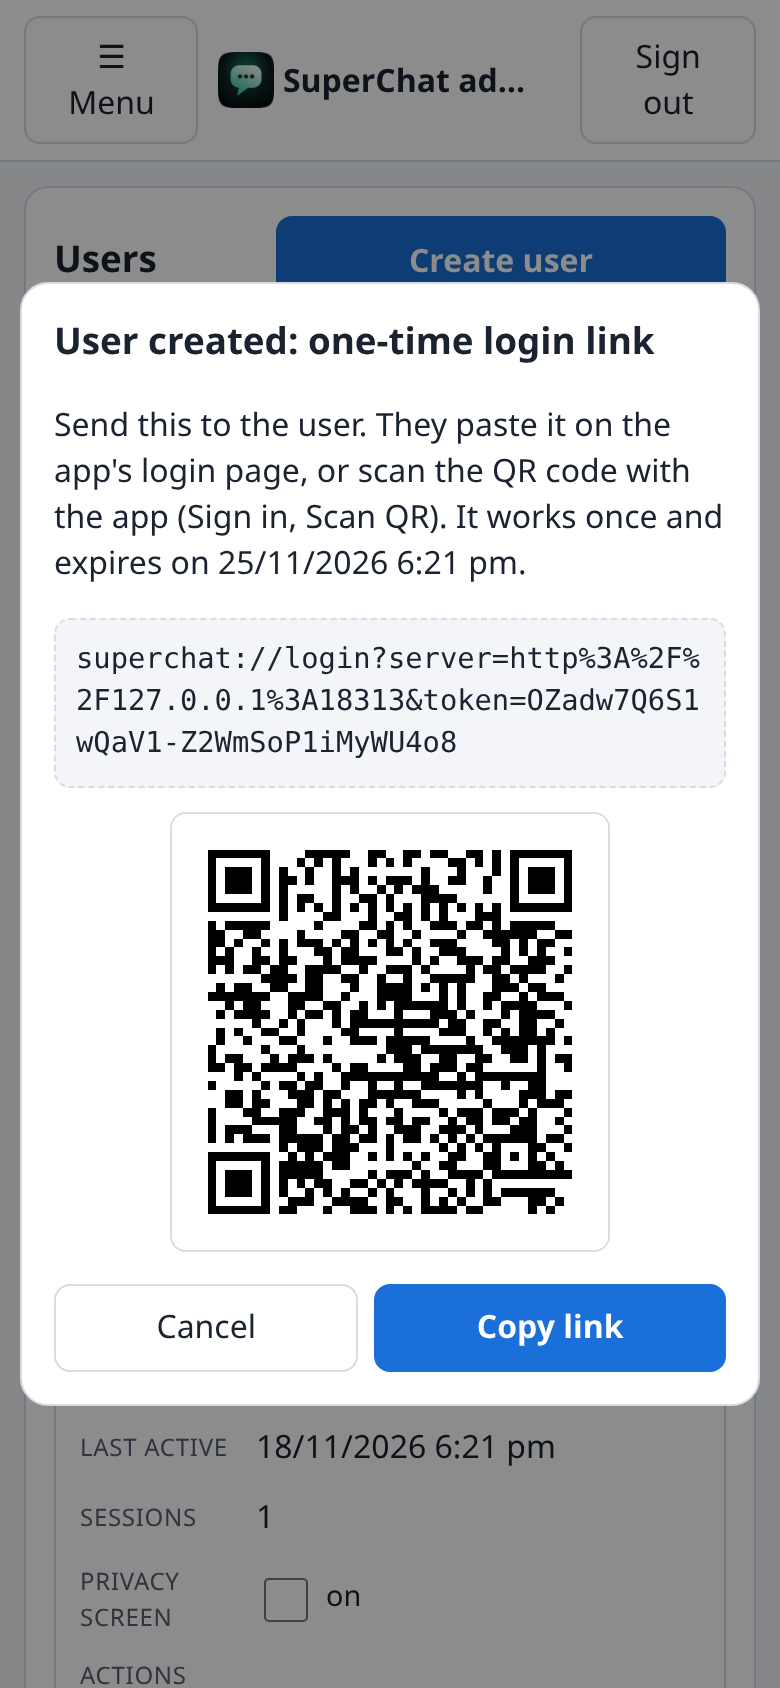 ☰
Menu
SuperChat ad...
Sign
out
Users
Create user
User created: one-time login link
Send this to the user. They paste it on the
app's login page, or scan the QR code with
the app (Sign in, Scan QR). It works once and
expires on 25/11/2026 6:21 pm.
superchat://login?server=http%3A%2F%
2F127.0.0.1%3A18313&token=OZadw7Q6S1
wQaV1-Z2WmSoP1iMyWU4o8
Cancel
Copy link
LAST ACTIVE 18/11/2026 6:21 pm
SESSIONS 1
PRIVACY
SCREEN
on
ACTIONS